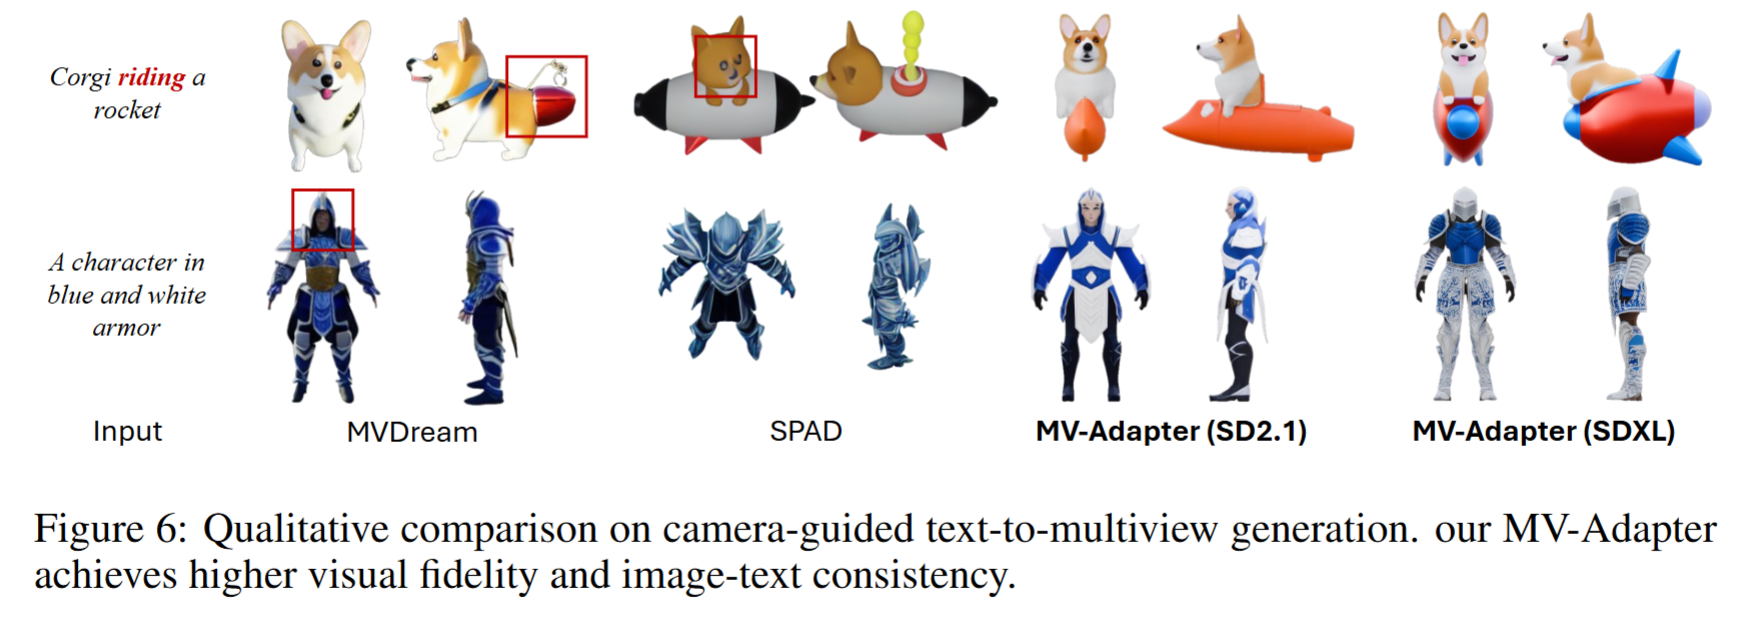 Corgi riding a
rocket
A character in
blue and white
armor
Input
MVDream
SPAD
MV-Adapter (SD2.1)
MV-Adapter (SDXL)
Figure 6: Qualitative comparison on camera-guided text-to-multiview generation. our MV-Adapter
achieves higher visual fidelity and image-text consistency.